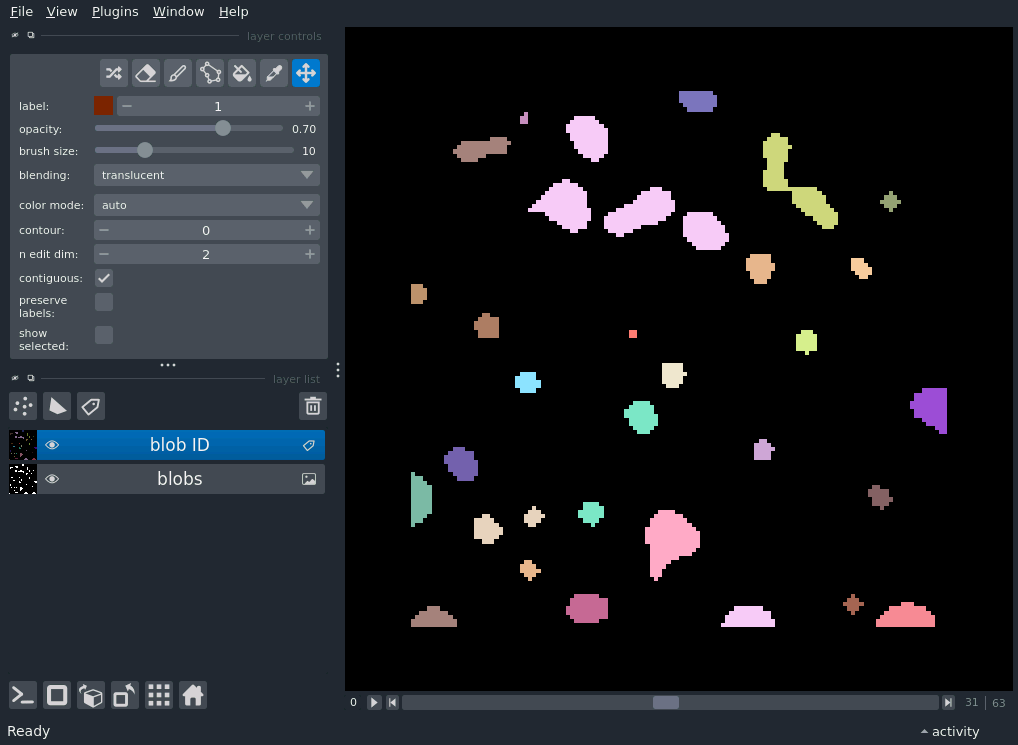 File View Plugins Window Help
layer controls
label: 1
opacity: 0.70
brush size: 10
blending: translucent
color mode: auto
contour: 0
n edit dim: 2
contiguous:
preserve
labels:
show
selected:
layer list
blob ID
blobs
0 31 | 63
Ready activity